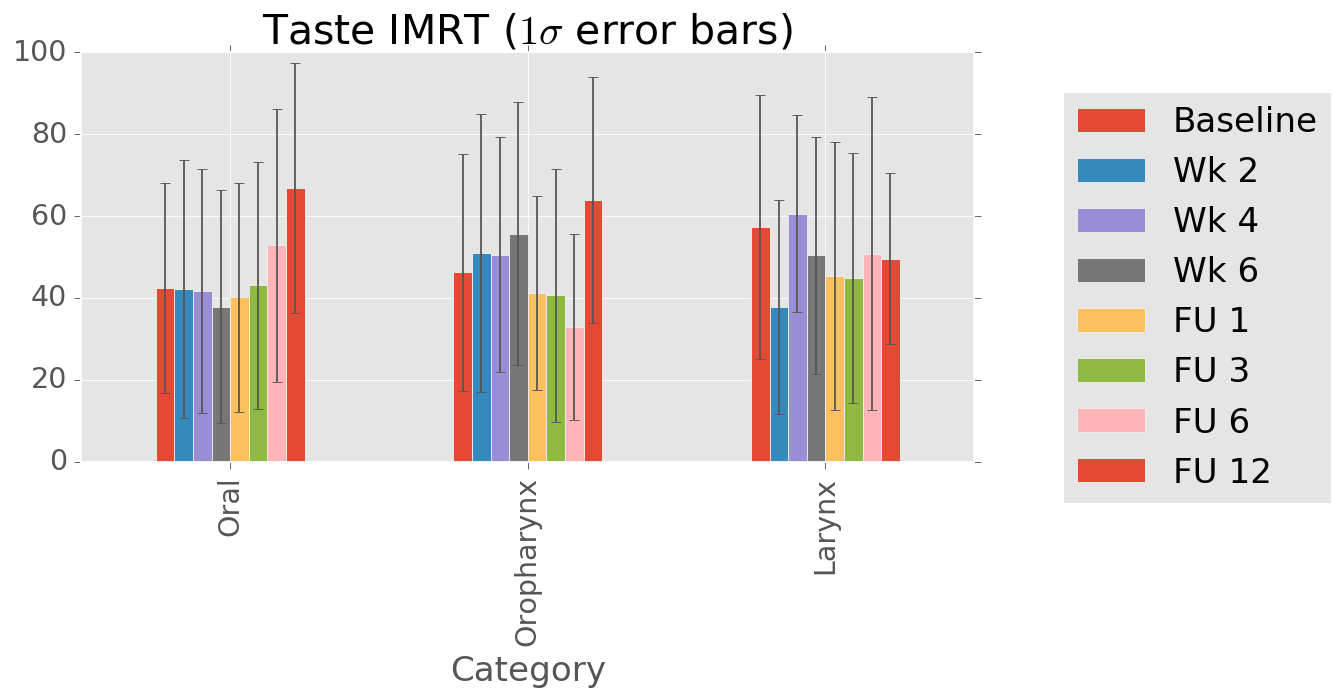 Taste IMRT (1σ error bars)
100
80
60
40
20
0
Oral
Oropharynx
Larynx
Category
Baseline
Wk 2
Wk 4
Wk 6
FU 1
FU 3
FU 6
FU 12